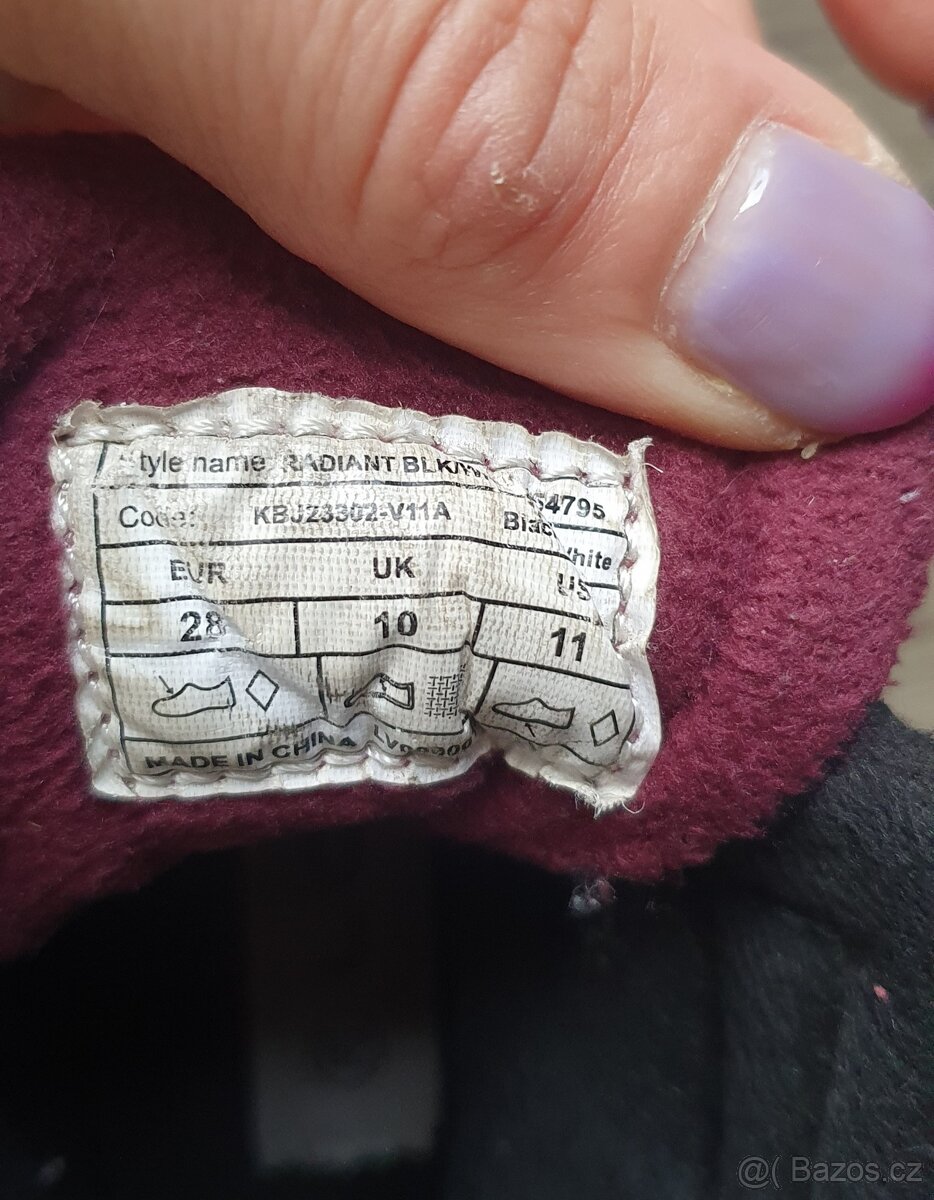 tyle name RADIANT BLK/W 54795
Code: KBJ23302-V11A Black
White
EUR UK US
28 10 11
MADE IN CHINA
@( Bazos.cz